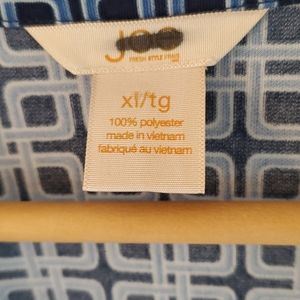 JOE
FRESH STYLE
xl/tg
100% polyester
made in vietnam
fabriqué au vietnam